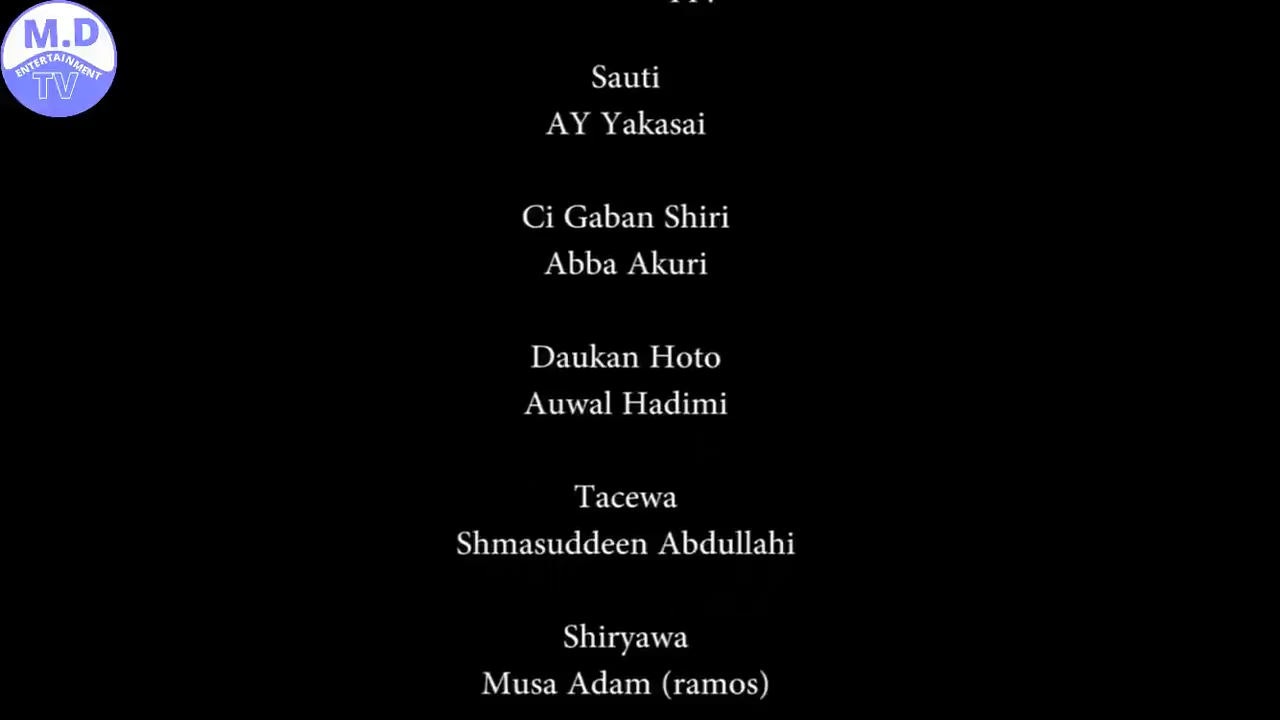 M.D
ENTERTAINMENT
TV
Sauti
AY Yakasai
Ci Gaban Shiri
Abba Akuri
Daukan Hoto
Auwal Hadimi
Tacewa
Shmasuddeen Abdullahi
Shiryawa
Musa Adam (ramos)